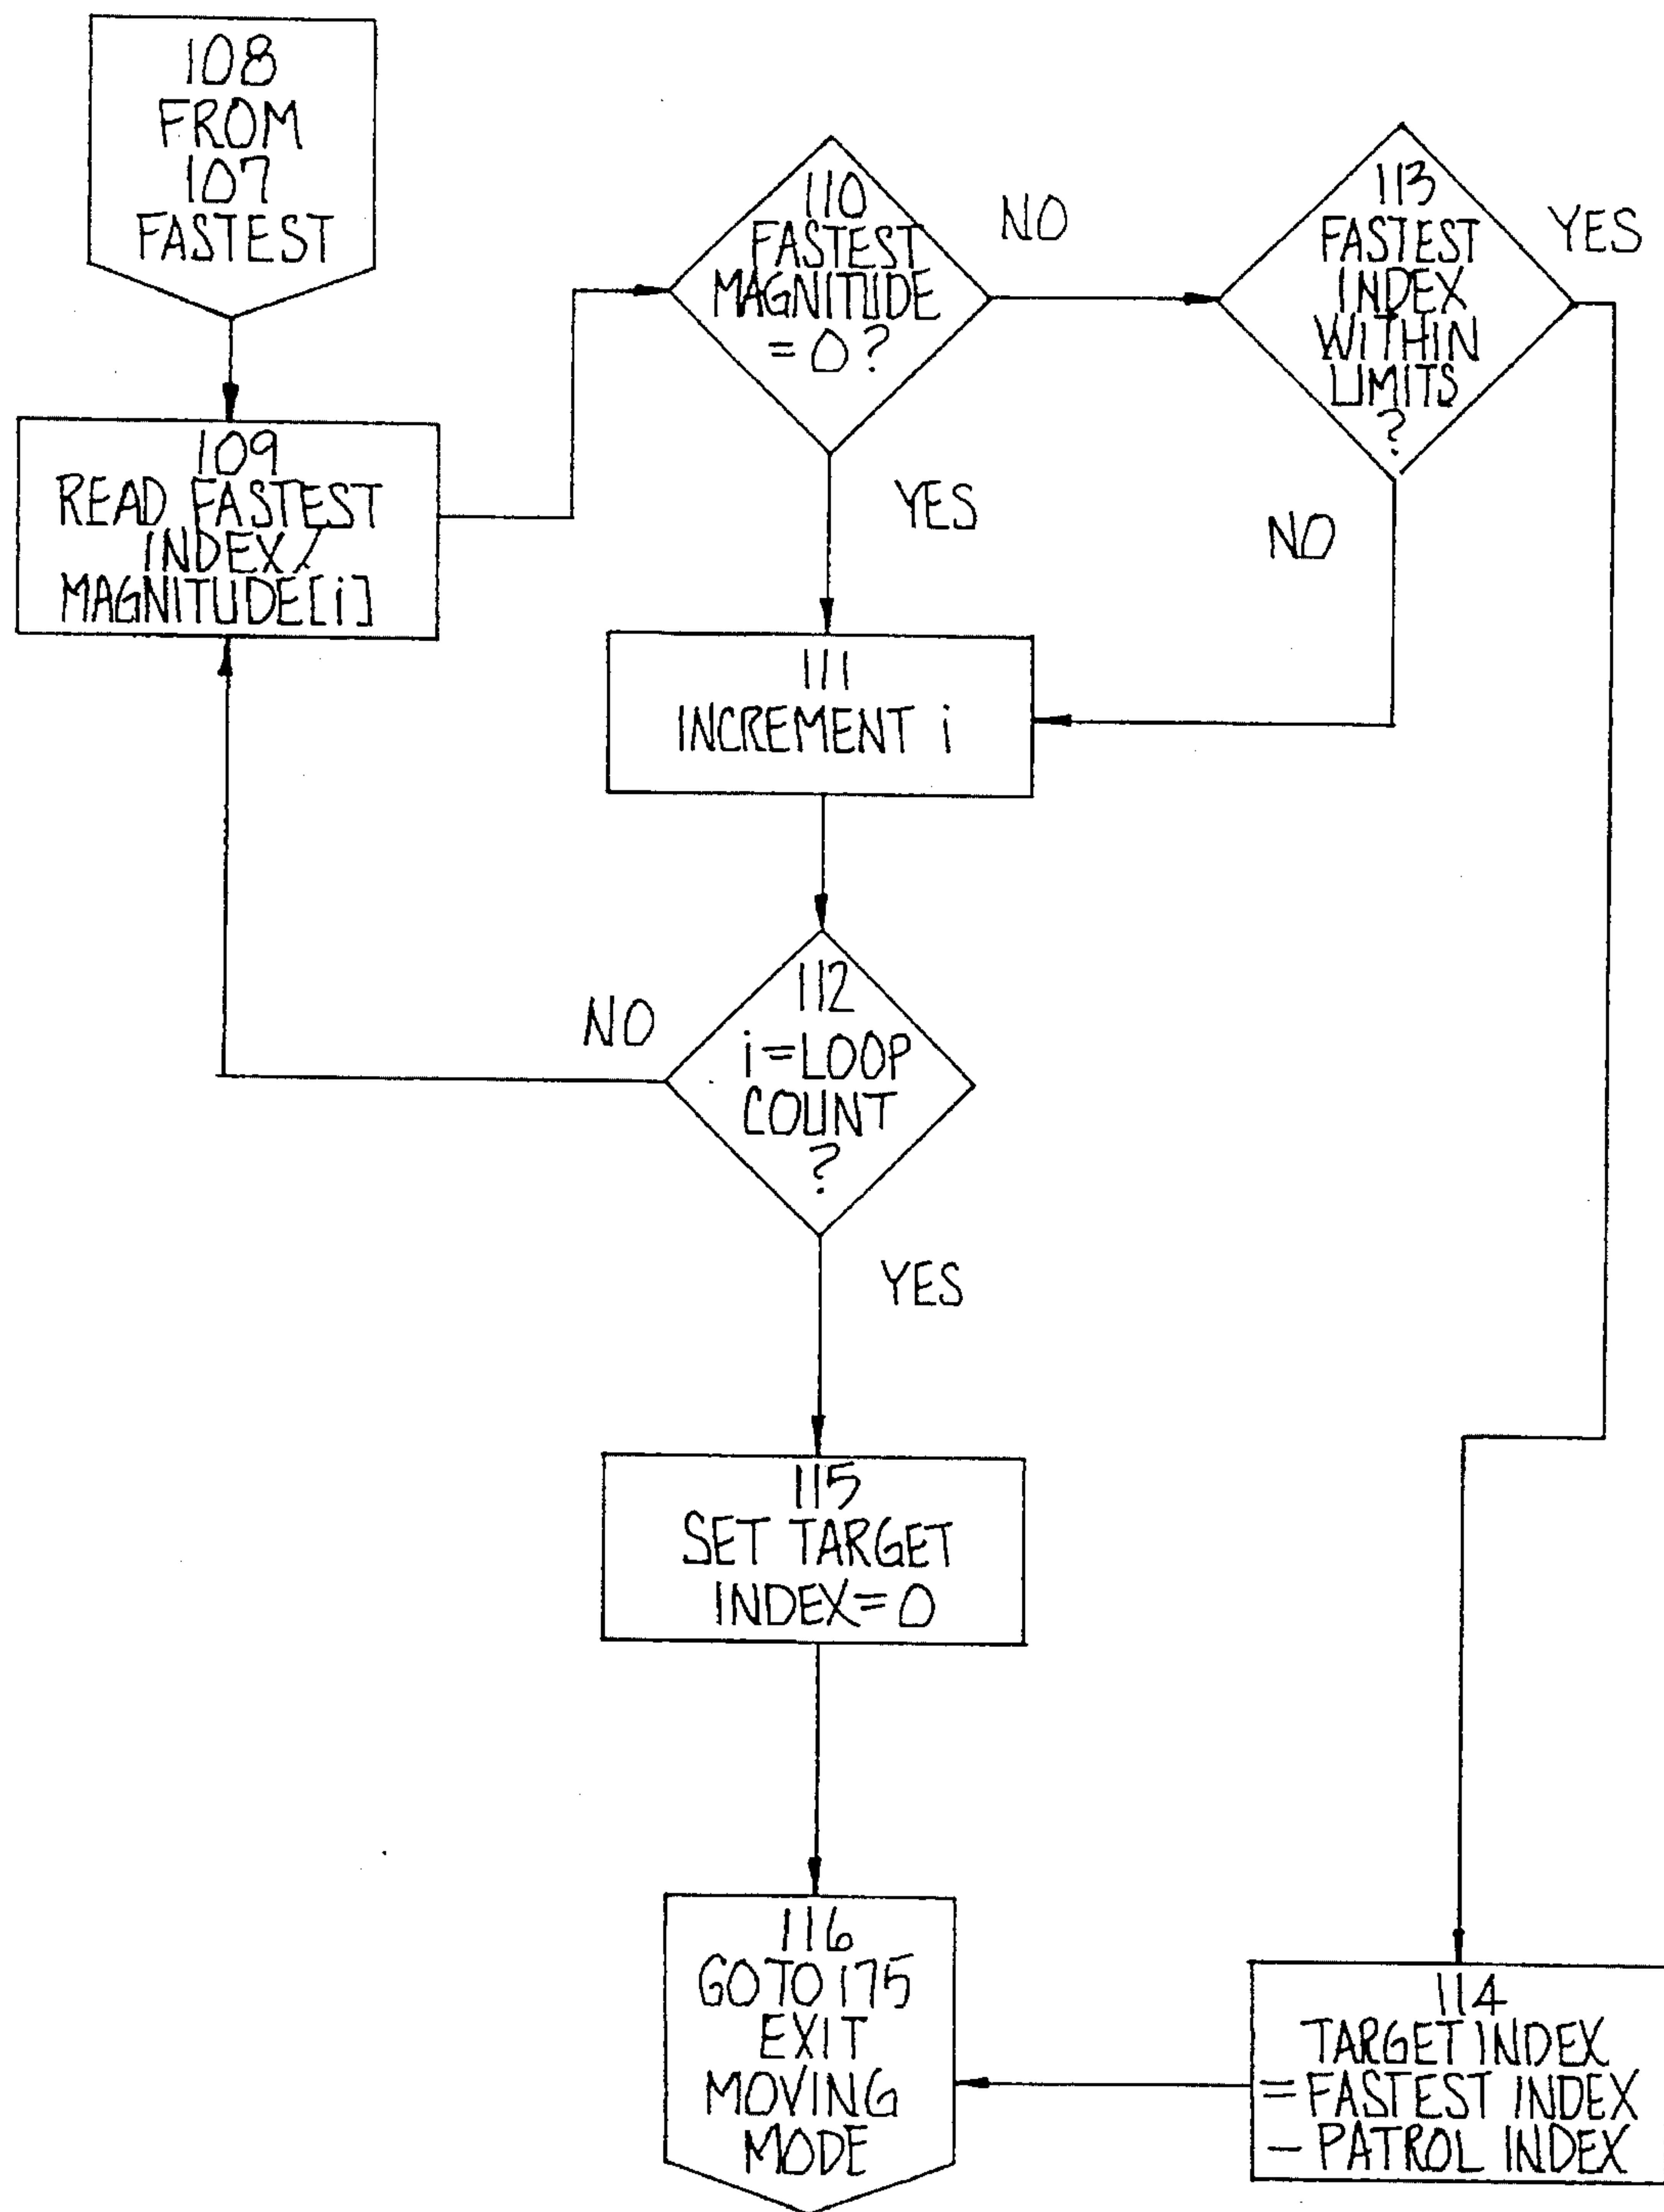 108
FROM
107
FASTEST
109
READ FASTEST
INDEX/
MAGNITUDE[i]
110
FASTEST
MAGNITUDE
=0?
NO
YES
113
FASTEST
INDEX
WITHIN
LIMITS
?
YES
NO
111
INCREMENT i
112
i=LOOP
COUNT
?
NO
YES
115
SET TARGET
INDEX=0
116
GO TO 175
EXIT
MOVING
MODE
114
TARGET INDEX
=FASTEST INDEX
-PATROL INDEX